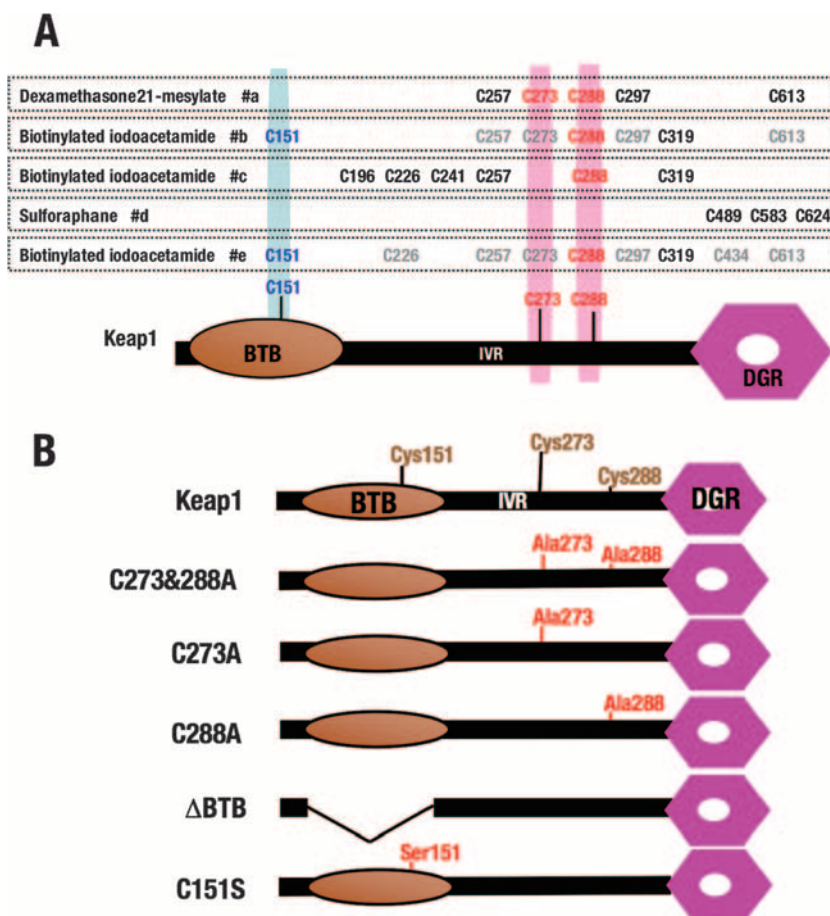 A
Dexamethasone21-mesylate #a C257 C273 C288 C297 C613
Biotinylated iodoacetamide #b C151 C257 C273 C288 C297 C319 C613
Biotinylated iodoacetamide #c C196 C226 C241 C257 C288 C319
Sulforaphane #d C489 C583 C624
Biotinylated iodoacetamide #e C151 C226 C257 C273 C288 C297 C319 C434 C613
C151 C273 C288
Keap1 BTB IVR DGR
B
Cys151 Cys273 Cys288
Keap1 BTB IVR DGR
C273&288A Ala273 Ala288
C273A Ala273
C288A Ala288
ΔBTB
C151S Ser151